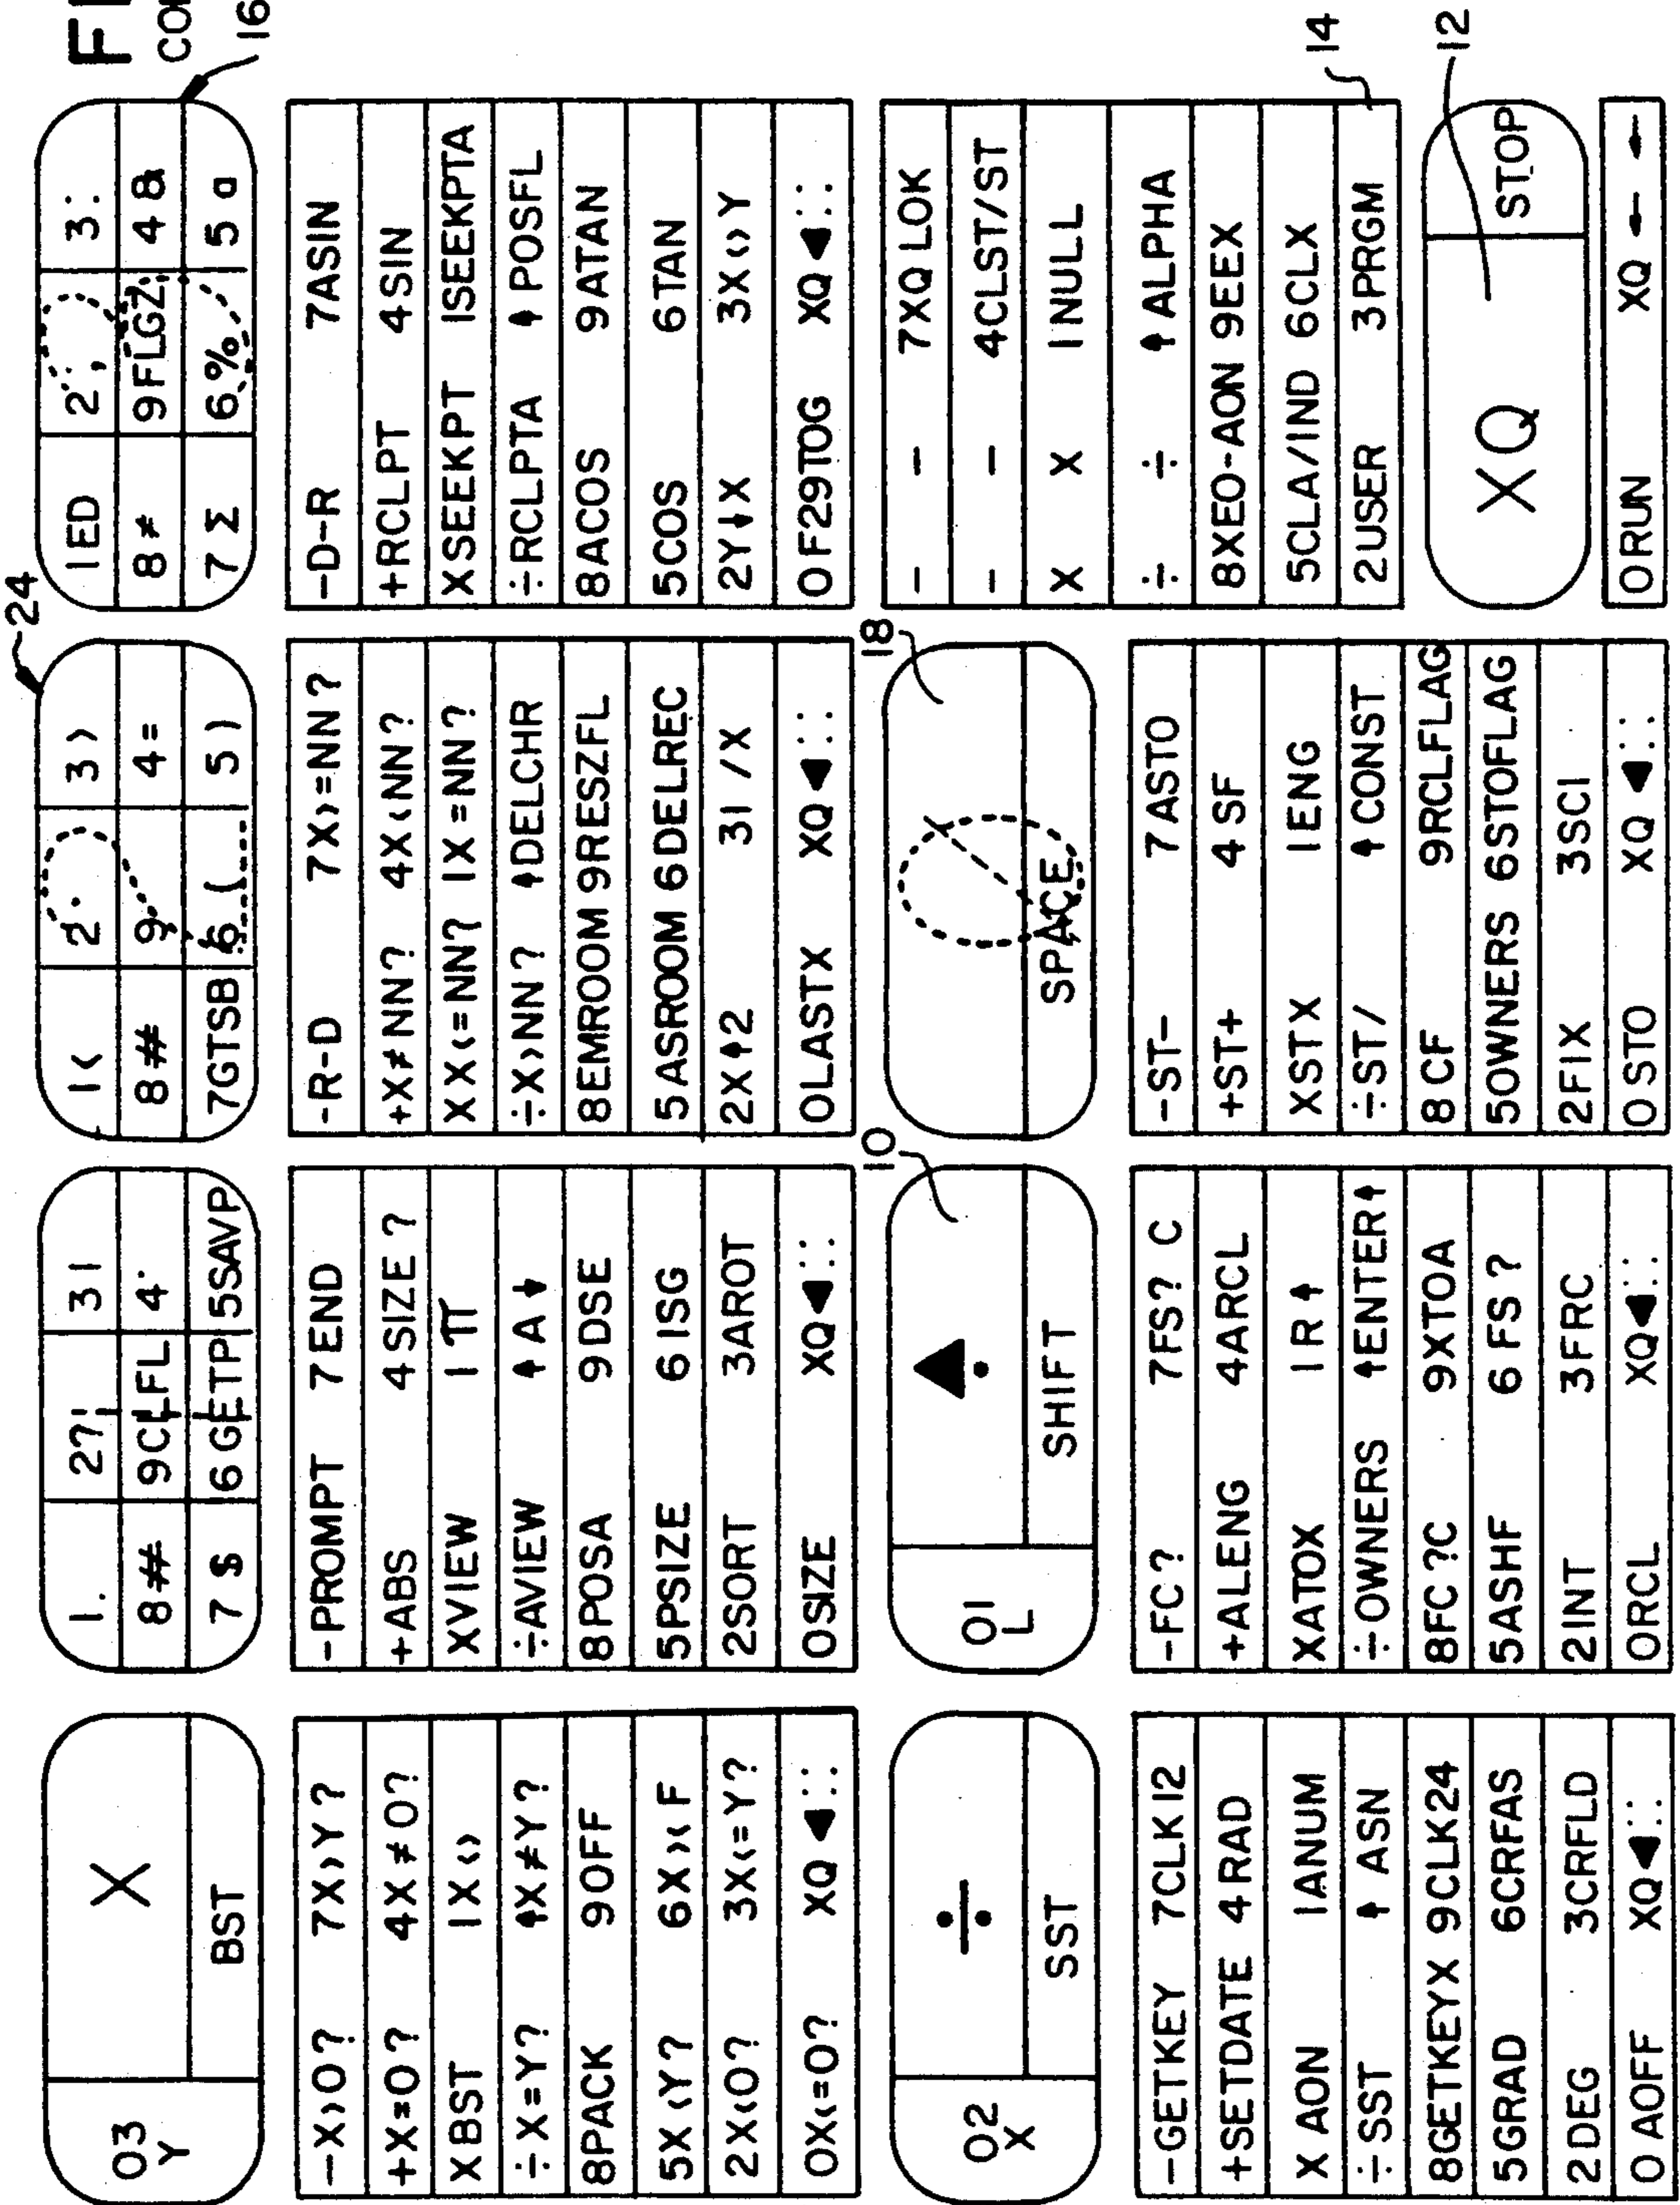 FI
CON
24
16
03
Y
X
BST
1. 2? 3!
8# 9CLFL 4
7 $ 6GETP 5SAVP
1‹ 2. 3›
8# 9 4=
7GTSB 6( 5)
1ED 2, 3:
8≠ 9FLGZ 4&
7Σ 6% 5a
-X›0? 7X›Y?
+X=0? 4X≠0?
XBST 1X‹›
÷X=Y? ↑X≠Y?
8PACK 9OFF
5X‹Y? 6X›‹F
2X‹0? 3X‹=Y?
0X‹=0? XQ◄:::
-PROMPT 7END
+ABS 4SIZE?
XVIEW 1π
÷AVIEW ↑A↓
8POSA 9DSE
5PSIZE 6ISG
2SORT 3AROT
0SIZE XQ◄:::
-R-D 7X›=NN?
+X≠NN? 4X‹NN?
XX‹=NN? 1X=NN?
÷X›NN? ↑DELCHR
8EMROOM 9RESZFL
5ASROOM 6DELREC
2X↑2 31/X
0LASTX XQ◄:::
-D-R 7ASIN
+RCLPT 4SIN
XSEEKPT 1SEEKPTA
÷RCLPTA ↑POSFL
8ACOS 9ATAN
5COS 6TAN
2Y↓X 3X‹›Y
0F29TOG XQ◄:::
02
X
÷
SST
10
01
L
▲.
SHIFT
18
SPACE
- - 7XQLOK
- - 4CLST/ST
X X 1NULL
÷ ÷ ↑ALPHA
8XEO-AON 9EEX
5CLA/IND 6CLX
2USER 3PRGM
14
-GETKEY 7CLK12
+SETDATE 4RAD
XAON 1ANUM
÷SST ↑ASN
8GETKEYX 9CLK24
5GRAD 6CRFAS
2DEG 3CRFLD
0AOFF XQ◄:::
-FC? 7FS?C
+ALENG 4ARCL
XATOX 1R↑
÷OWNERS ↑ENTER↑
8FC?C 9XTOA
5ASHF 6FS?
2INT 3FRC
0RCL XQ◄:::
-ST- 7ASTO
+ST+ 4SF
XSTX 1ENG
÷ST/ ↑CONST
8CF 9RCLFLAG
5OWNERS 6STOFLAG
2FIX 3SCI
0STO XQ◄:::
XQ
STOP
12
0RUN XQ ← ←